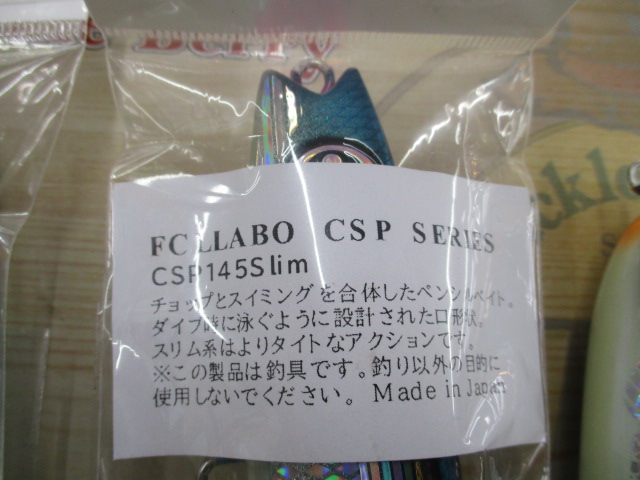 Berry
FC LLABO CSP SERIES
CSP145Slim
チョップとスイミングを合体したペンシルベイト。
ダイブ時に泳ぐように設計された口形状。
スリム系はよりタイトなアクションです。
※この製品は釣具です。釣り以外の目的に
使用しないでください。 Made in Japan